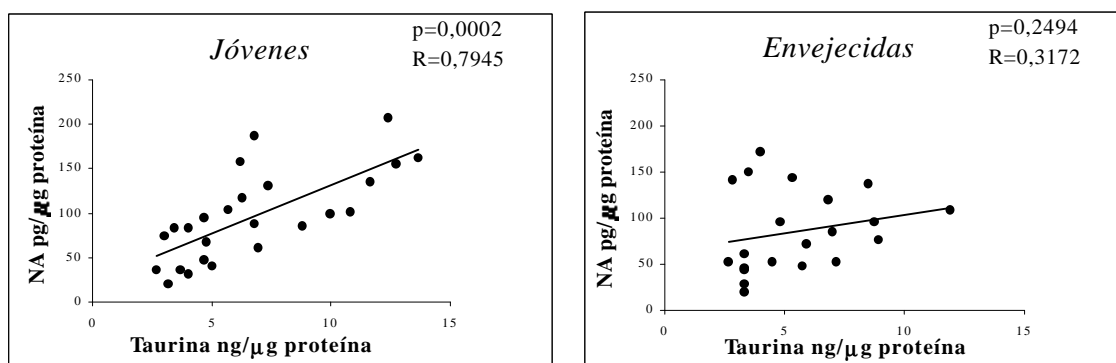 Jóvenes
p=0,0002
R=0,7945
NA pg/µg proteína
250
200
150
100
50
0
0 5 10 15
Taurina ng/µg proteína
Envejecidas
p=0,2494
R=0,3172
NA pg/µg proteína
250
200
150
100
50
0
0 5 10 15
Taurina ng/µg proteína